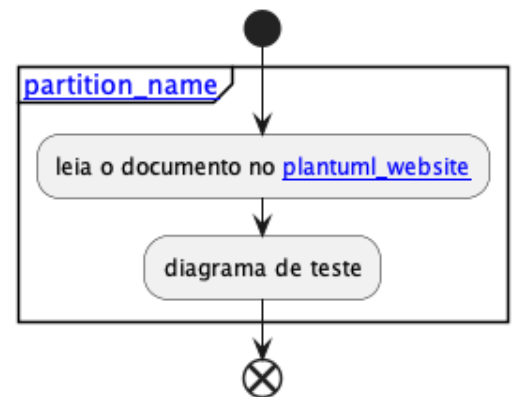 partition_name
leia o documento no plantuml_website
diagrama de teste